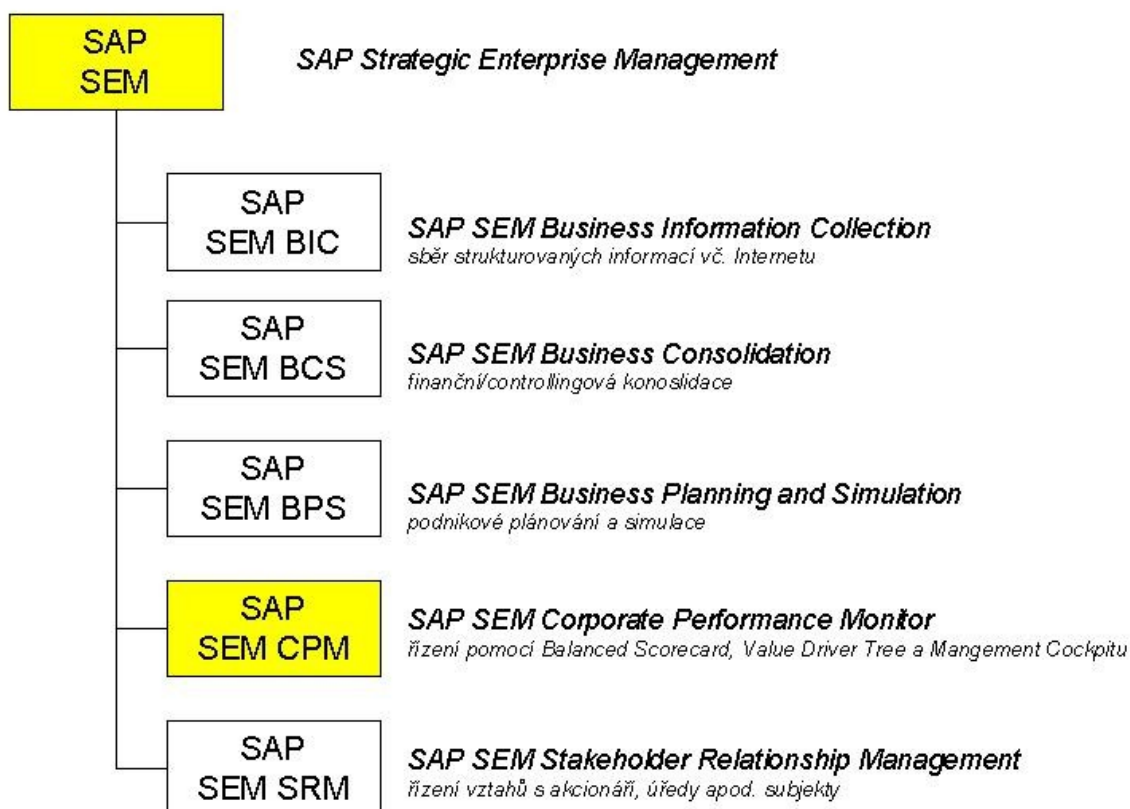 SAP
SEM
SAP Strategic Enterprise Management
SAP
SEM BIC
SAP SEM Business Information Collection
sběr strukturovaných informací vč. Internetu
SAP
SEM BCS
SAP SEM Business Consolidation
finanční/controllingová konoslidace
SAP
SEM BPS
SAP SEM Business Planning and Simulation
podnikové plánování a simulace
SAP
SEM CPM
SAP SEM Corporate Performance Monitor
řízení pomocí Balanced Scorecard, Value Driver Tree a Mangement Cockpitu
SAP
SEM SRM
SAP SEM Stakeholder Relationship Management
řízení vztahů s akcionáři, úředy apod. subjekty